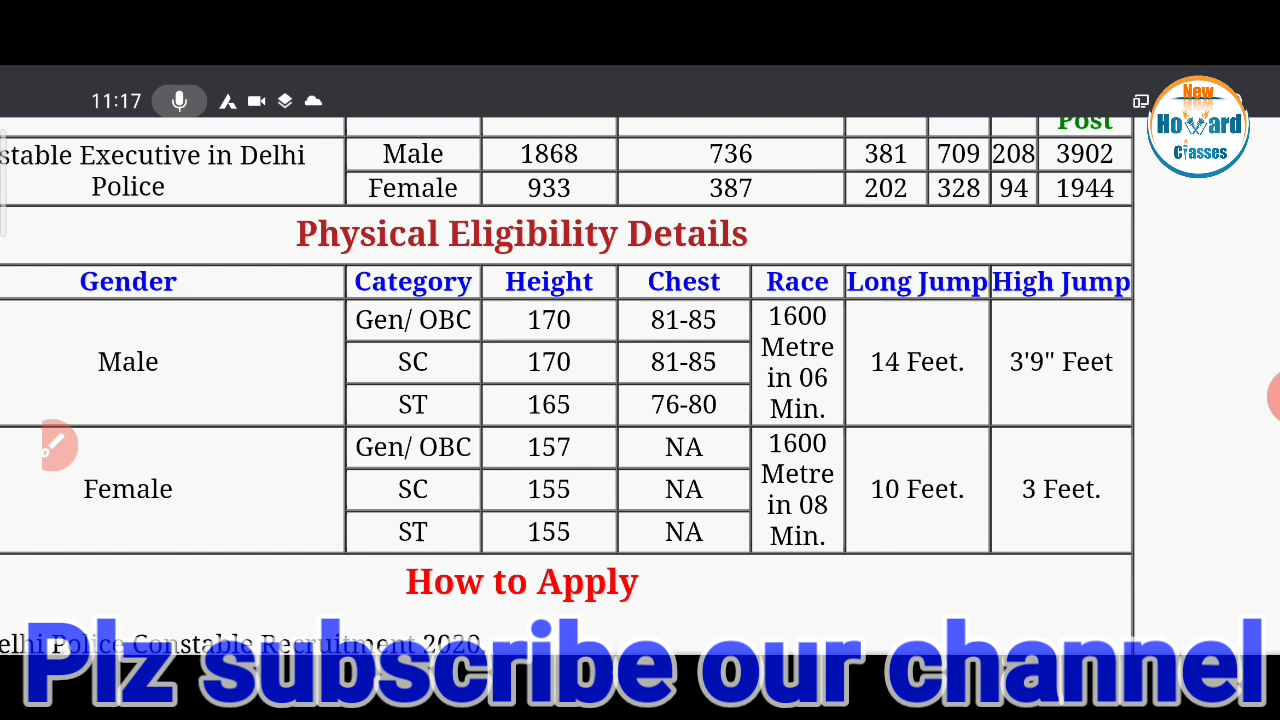 11:17
New
Howard
Classes
Post
stable Executive in Delhi Police
Male 1868 736 381 709 208 3902
Female 933 387 202 328 94 1944
Physical Eligibility Details
Gender Category Height Chest Race Long Jump High Jump
Male
Gen/ OBC 170 81-85
SC 170 81-85
ST 165 76-80
1600
Metre
in 06
Min.
14 Feet.
3'9" Feet
Female
Gen/ OBC 157 NA
SC 155 NA
ST 155 NA
1600
Metre
in 08
Min.
10 Feet.
3 Feet.
How to Apply
elhi Police Constable Recruitment 2020.
Plz subscribe our channel